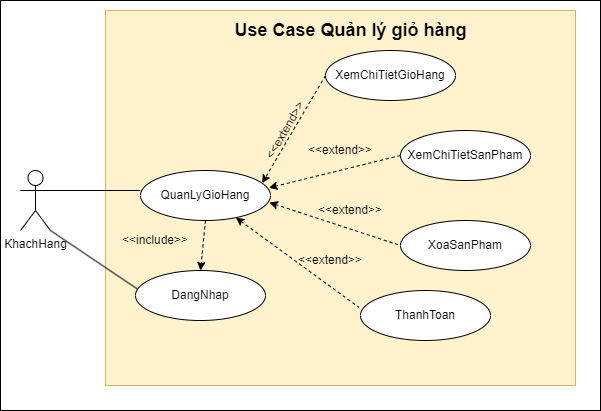 Use Case Quản lý giỏ hàng
XemChiTietGioHang
<<extend>>
<<extend>>
XemChiTietSanPham
QuanLyGioHang
<<extend>>
KhachHang
<<include>>
XoaSanPham
<<extend>>
DangNhap
ThanhToan